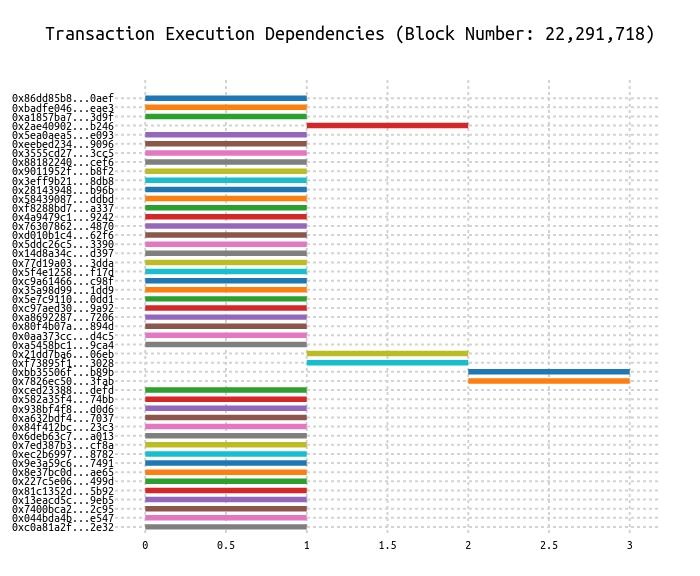 Transaction Execution Dependencies (Block Number: 22,291,718)
0x86dd85b8...0aef
0xbadfe046...eae3
0xa1857ba7...3d9f
0x2ae40902...b246
0x5ea0aea5...e093
0xeebed234...9096
0x3555cd27...3cc5
0x88182240...cef6
0x9011952f...b8f2
0x3eff9b21...8db8
0x28143948...b96b
0x58439087...ddbd
0xf8288bd7...a337
0x4a9479c1...9242
0x76307862...4870
0xd010b1c4...62f6
0x5ddc26c5...3390
0x14d8a34c...d397
0x77d19a03...3dda
0x5f4e1258...f17d
0xc9a61466...c98f
0x35a98d99...1dd9
0x5e7c9110...0dd1
0xc97aed30...9a92
0xa8692287...7206
0x80f4b07a...894d
0x0aa373cc...d4c5
0xa5458bc1...9ca4
0x21dd7ba6...06eb
0xf73895f1...3028
0xbb35506f...b89b
0x7826ec50...3fab
0xced23388...defd
0x582a35f4...74bb
0x938bf4f8...d0d6
0xa632bdf4...7037
0x84f412bc...23c3
0x6deb63c7...a013
0x7ed387b3...cf8a
0xec2b6997...8782
0x9e3a59c6...7491
0x8e37bc0d...ae65
0x227c5e06...499d
0x81c1352d...5b92
0x13eacd5c...9eb5
0x7400bca2...2c95
0x044bda4b...e547
0xc0a81a2f...2e32
0 0.5 1 1.5 2 2.5 3